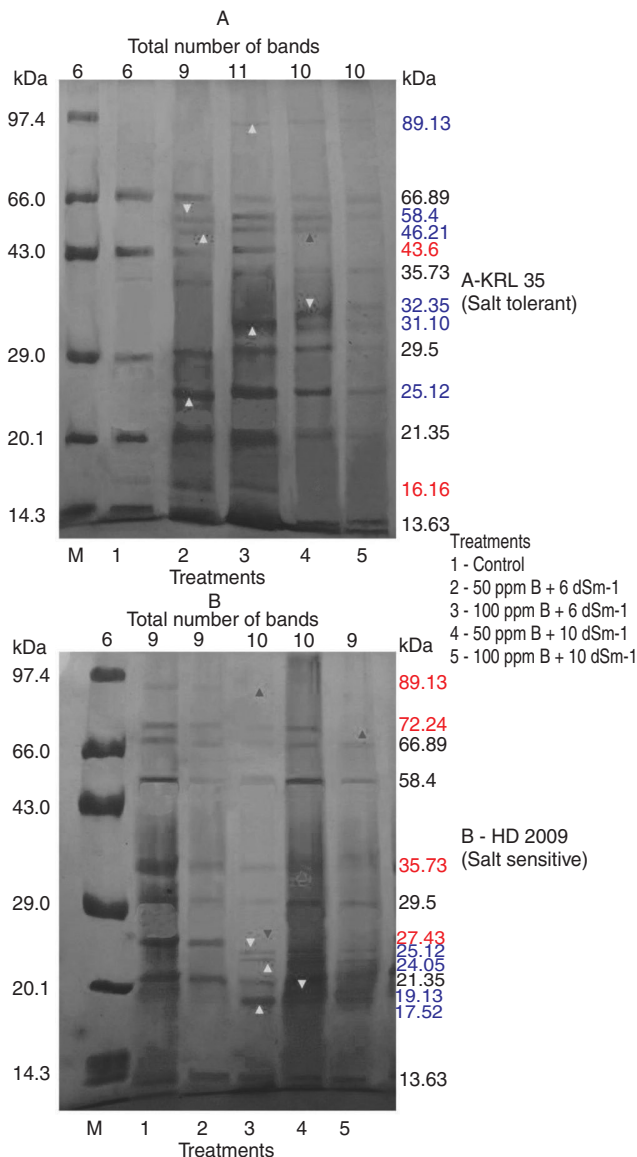 A
Total number of bands
kDa 6 6 9 11 10 10 kDa
97.4
89.13
66.0
66.89
58.4
46.21
43.0
43.6
35.73
A-KRL 35
(Salt tolerant)
32.35
31.10
29.0
29.5
25.12
20.1
21.35
16.16
14.3
13.63
M 1 2 3 4 5
Treatments
Treatments
1 - Control
2 - 50 ppm B + 6 dSm-1
3 - 100 ppm B + 6 dSm-1
4 - 50 ppm B + 10 dSm-1
5 - 100 ppm B + 10 dSm-1
B
Total number of bands
kDa 6 9 9 10 10 9 kDa
97.4
89.13
72.24
66.0
66.89
58.4
43.0
B - HD 2009
(Salt sensitive)
35.73
29.0
29.5
27.43
25.12
24.05
20.1
21.35
19.13
17.52
14.3
13.63
M 1 2 3 4 5
Treatments